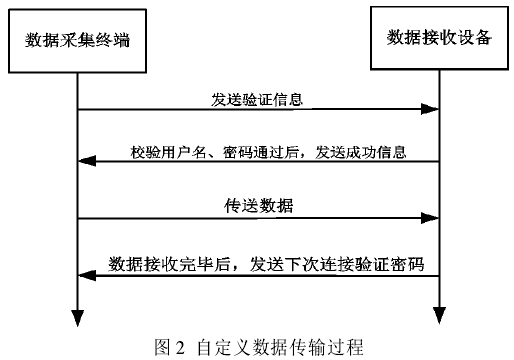 数据采集终端
数据接收设备
发送验证信息
校验用户名、密码通过后，发送成功信息
传送数据
数据接收完毕后，发送下次连接验证密码
图2 自定义数据传输过程